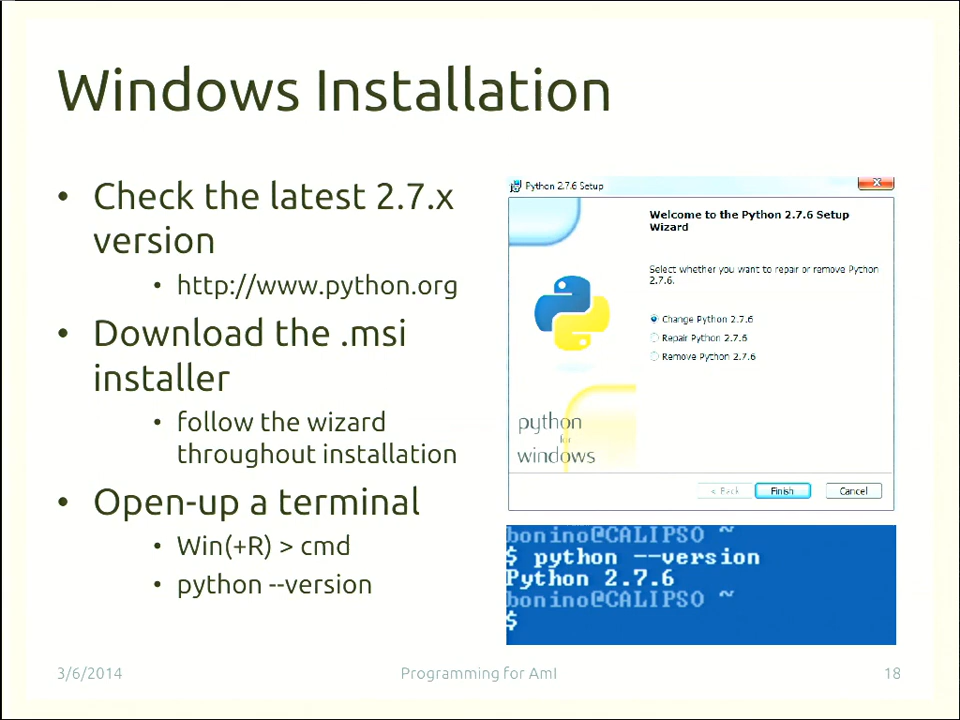 Windows Installation
• Check the latest 2.7.x
version
• http://www.python.org
• Download the .msi
installer
• follow the wizard
throughout installation
• Open-up a terminal
• Win(+R) > cmd
• python --version
Python 2.7.6 Setup
Welcome to the Python 2.7.6 Setup
Wizard
Select whether you want to repair or remove Python
2.7.6.
Change Python 2.7.6
Repair Python 2.7.6
Remove Python 2.7.6
python
for
windows
< Back
Finish
Cancel
bonino@CALIPSO ~
$ python --version
Python 2.7.6
bonino@CALIPSO ~
$
3/6/2014
Programming for AmI
18